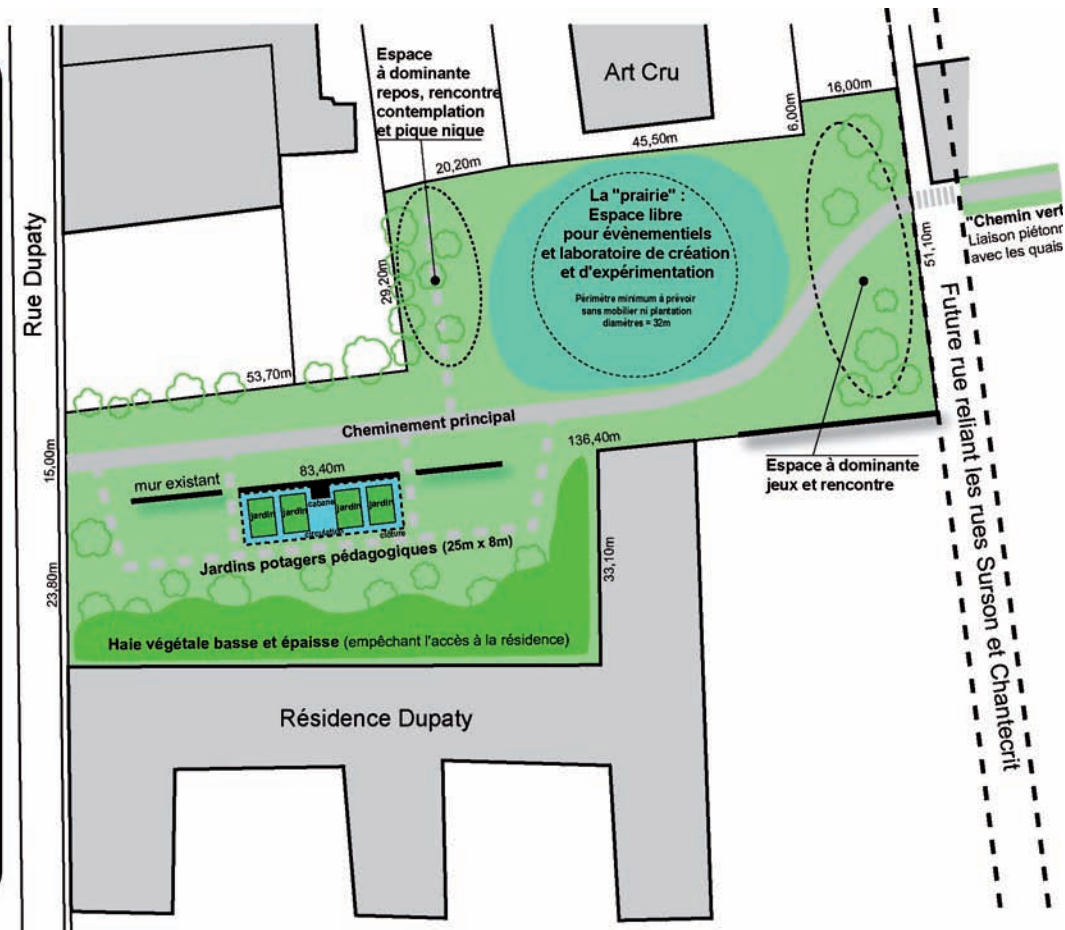 Espace
à dominante
repos, rencontre
contemplation
et pique nique
Art Cru
16,00m
6,00m
45,50m
20,20m
La "prairie" :
Espace libre
pour évènementiels
et laboratoire de création
et d'expérimentation
Périmètre minimum à prévoir
sans mobilier ni plantation
diamètres = 32m
"Chemin vert
Liaison piétonn
avec les quais
51,10m
Rue Dupaty
29,20m
53,70m
Cheminement principal
136,40m
15,00m
mur existant
83,40m
jardin
jardin
cabane
jardin
jardin
circulation
cloture
Jardins potagers pédagogiques (25m x 8m)
Espace à dominante
jeux et rencontre
23,80m
33,10m
Haie végétale basse et épaisse (empêchant l'accès à la résidence)
Résidence Dupaty
Future rue reliant les rues Surson et Chantecrit